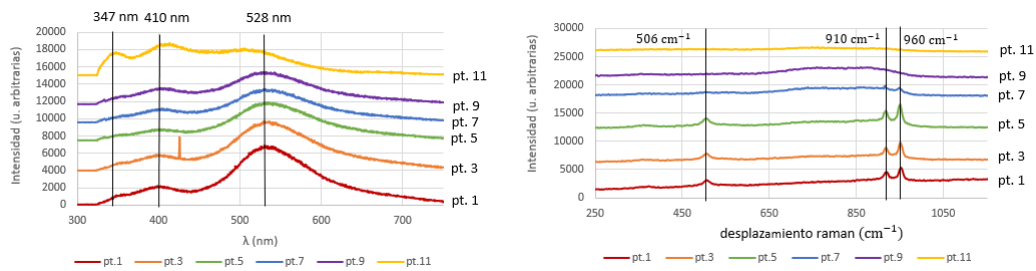 347 nm 410 nm 528 nm
Intensidad (u. arbitrarias)
20000
18000
16000
14000
12000
10000
8000
6000
4000
2000
0
300 400 500 600 700
λ (nm)
pt. 11
pt. 9
pt. 7
pt. 5
pt. 3
pt. 1
pt.1 pt.3 pt.5 pt.7 pt.9 pt.11
506 cm⁻¹ 910 cm⁻¹ 960 cm⁻¹
Intensidad (u. arbitrarias)
30000
25000
20000
15000
10000
5000
0
250 450 650 850 1050
desplazamiento raman (cm⁻¹)
pt. 11
pt. 9
pt. 7
pt. 5
pt. 3
pt. 1
pt.1 pt.3 pt.5 pt.7 pt.9 pt.11